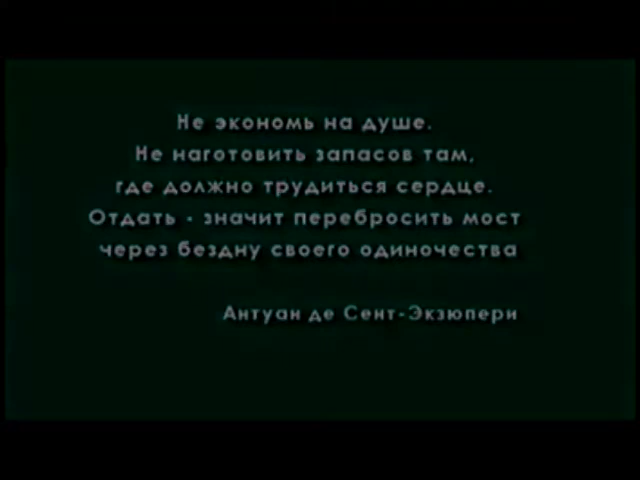 Не экономь на душе.
Не наготовить запасов там,
где должно трудиться сердце.
Отдать - значит перебросить мост
через бездну своего одиночества
Антуан де Сент-Экзюпери